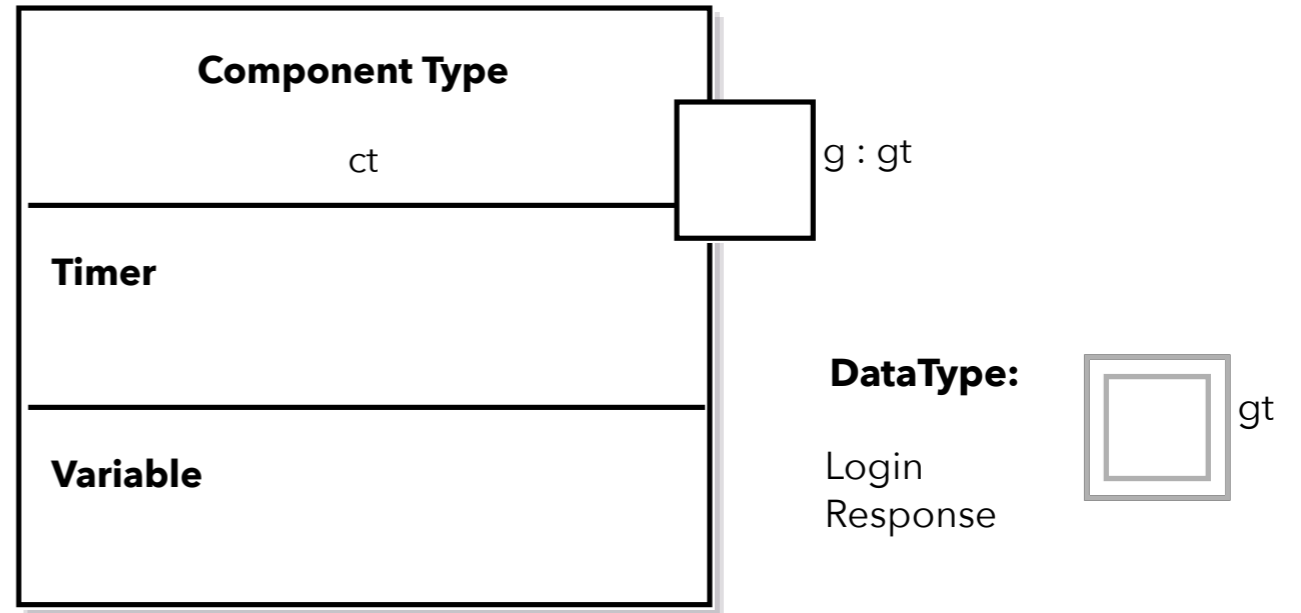 Component Type
ct
g : gt
Timer
Variable
DataType:
gt
Login
Response